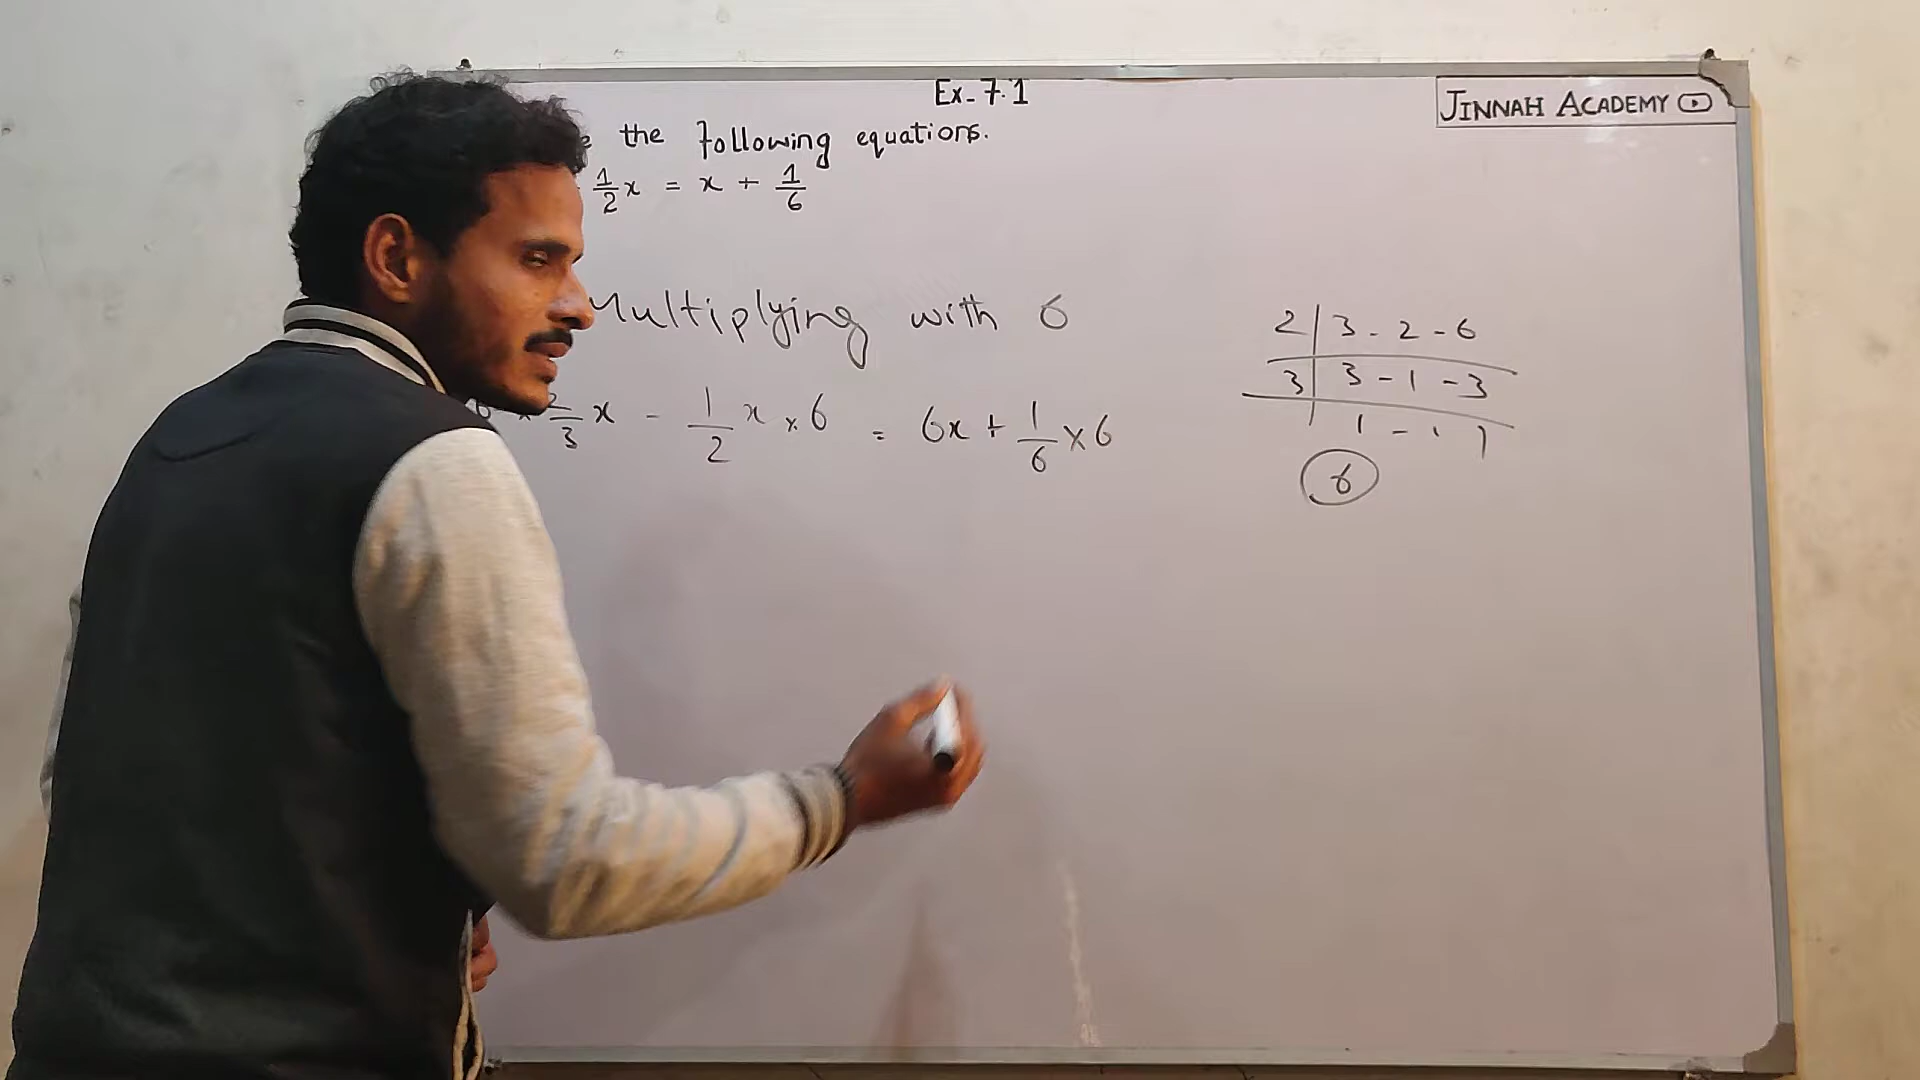 Ex- 7.1
JINNAH ACADEMY
the following equations.
1/2 x = x + 1/6
Multiplying with 6
2 | 3 - 2 - 6
3 | 3 - 1 - 3
1 - 1 1
6
/3 x - 1/2 x × 6 = 6x + 1/6 × 6